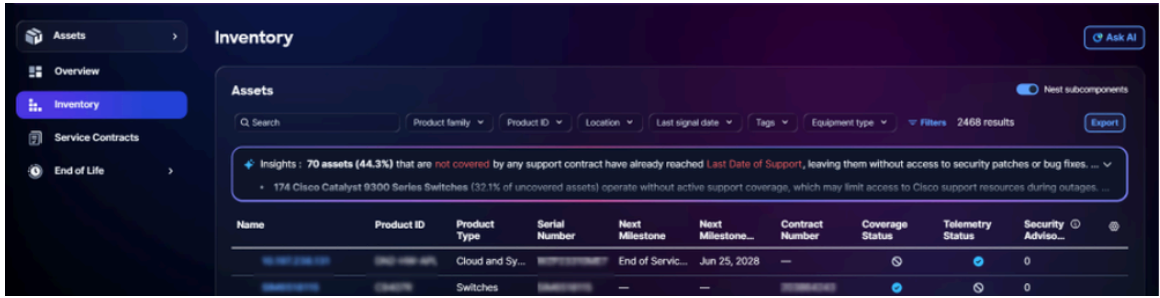 Assets
Inventory
Ask AI
Overview
Inventory
Service Contracts
End of Life
Assets
Nest subcomponents
Search
Product family
Product ID
Location
Last signal date
Tags
Equipment type
Filters
2468 results
Export
Insights : 70 assets (44.3%) that are not covered by any support contract have already reached Last Date of Support, leaving them without access to security patches or bug fixes. ...
• 174 Cisco Catalyst 9300 Series Switches (32.1% of uncovered assets) operate without active support coverage, which may limit access to Cisco support resources during outages. ...
Name
Product ID
Product
Type
Serial
Number
Next
Milestone
Next
Milestone...
Contract
Number
Coverage
Status
Telemetry
Status
Security
Adviso...
Cloud and Sy...
End of Servic...
Jun 25, 2028
—
0
Switches
—
—
0